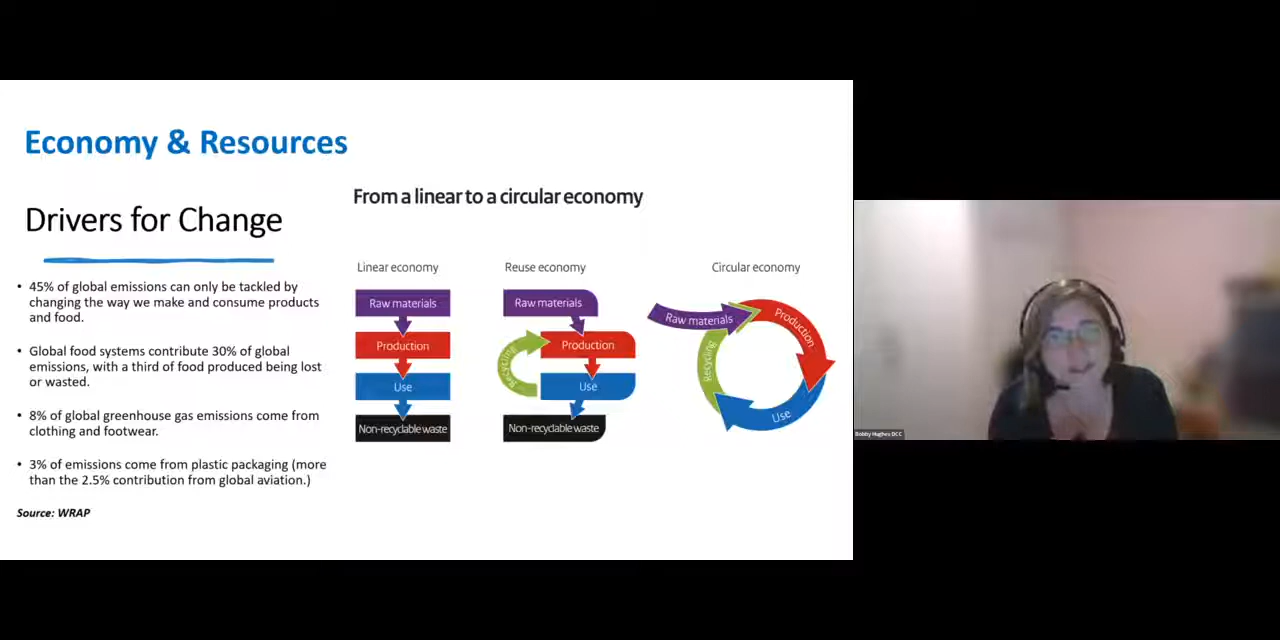 Economy & Resources
Drivers for Change
• 45% of global emissions can only be tackled by
changing the way we make and consume products
and food.
• Global food systems contribute 30% of global
emissions, with a third of food produced being lost
or wasted.
• 8% of global greenhouse gas emissions come from
clothing and footwear.
• 3% of emissions come from plastic packaging (more
than the 2.5% contribution from global aviation.)
Source: WRAP
From a linear to a circular economy
Linear economy
Raw materials
Production
Use
Non-recyclable waste
Reuse economy
Raw materials
Production
Recycling
Use
Non-recyclable waste
Circular economy
Raw materials
Production
Use
Recycling
Bobby Hughes DCC